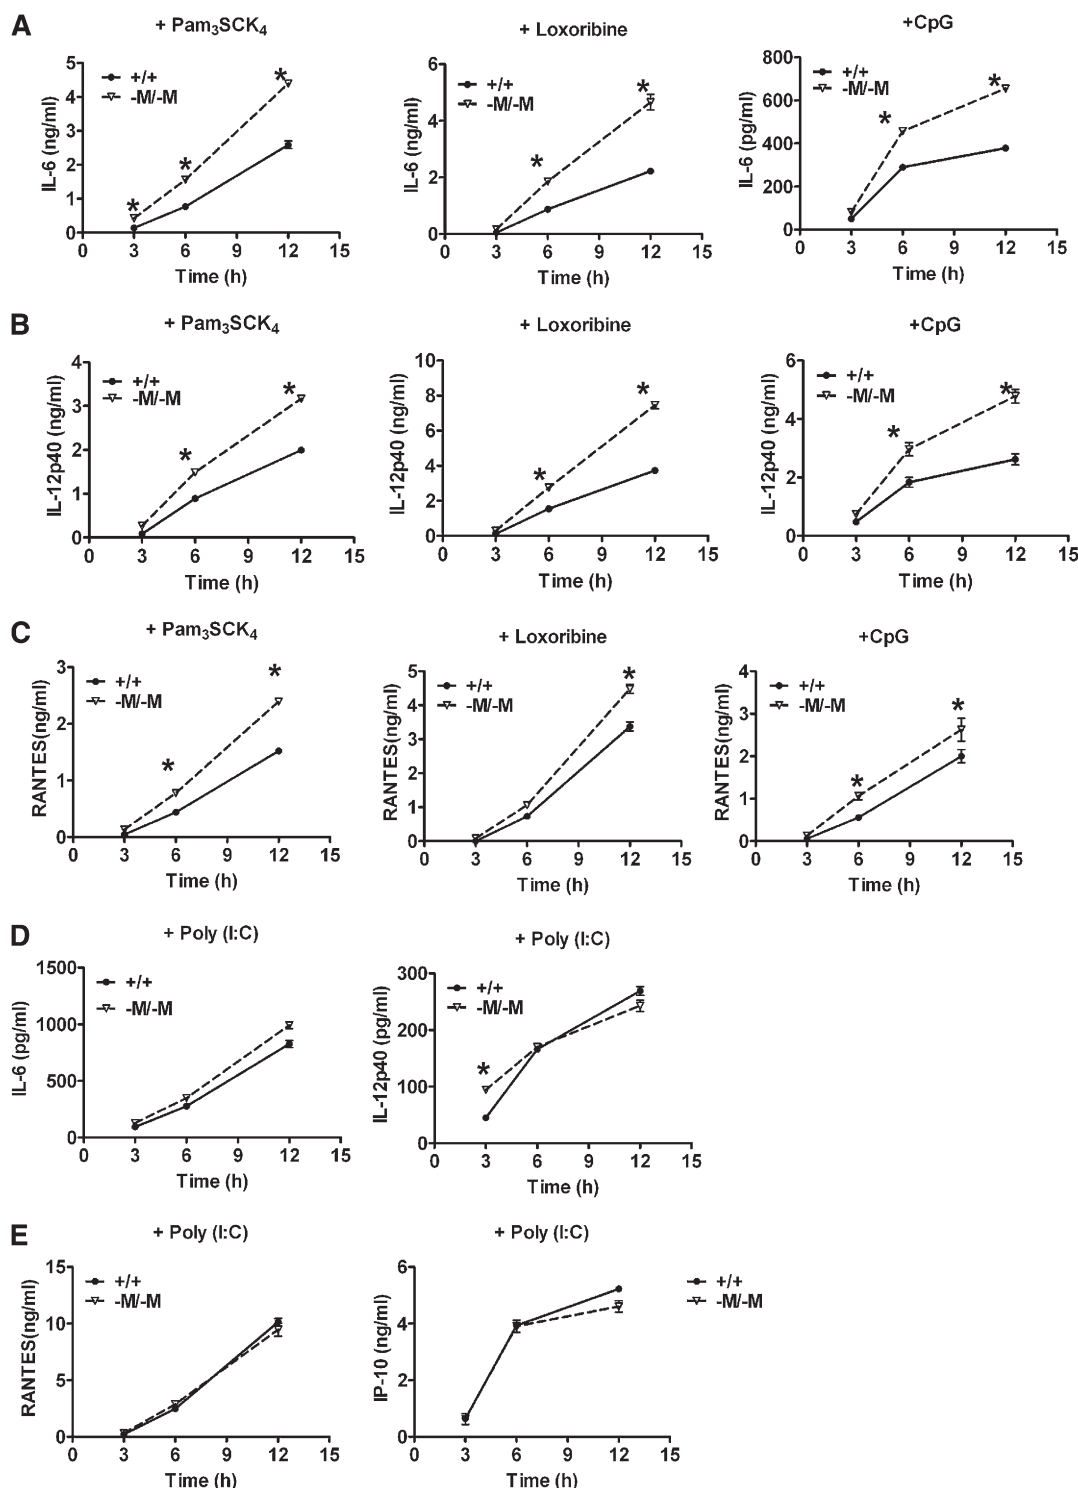 A
+ Pam₃SCK₄
+ Loxoribine
+CpG
IL-6 (ng/ml)
5
4
3
2
1
0
+/+
-M/-M
* * *
0 3 6 9 12 15
Time (h)
IL-6 (ng/ml)
6
4
2
0
+/+
-M/-M
* *
0 3 6 9 12 15
Time (h)
IL-6 (pg/ml)
800
600
400
200
0
+/+
-M/-M
* *
0 3 6 9 12 15
Time (h)
B
+ Pam₃SCK₄
+ Loxoribine
+CpG
IL-12p40 (ng/ml)
4
3
2
1
0
+/+
-M/-M
* *
0 3 6 9 12 15
Time (h)
IL-12p40 (ng/ml)
10
8
6
4
2
0
+/+
-M/-M
* *
0 3 6 9 12 15
Time (h)
IL-12p40 (ng/ml)
6
4
2
0
+/+
-M/-M
* *
0 3 6 9 12 15
Time (h)
C
+ Pam₃SCK₄
+ Loxoribine
+CpG
RANTES(ng/ml)
3
2
1
0
+/+
-M/-M
* *
0 3 6 9 12 15
Time (h)
RANTES(ng/ml)
5
4
3
2
1
0
+/+
-M/-M
*
0 3 6 9 12 15
Time (h)
RANTES(ng/ml)
4
3
2
1
0
+/+
-M/-M
* *
0 3 6 9 12 15
Time (h)
D
+ Poly (I:C)
+ Poly (I:C)
IL-6 (pg/ml)
1500
1000
500
0
+/+
-M/-M
0 3 6 9 12 15
Time (h)
IL-12p40 (pg/ml)
300
200
100
0
+/+
-M/-M
*
0 3 6 9 12 15
Time (h)
E
+ Poly (I:C)
+ Poly (I:C)
RANTES(ng/ml)
15
10
5
0
+/+
-M/-M
0 3 6 9 12 15
Time (h)
IP-10 (ng/ml)
6
4
2
0
+/+
-M/-M
0 3 6 9 12 15
Time (h)